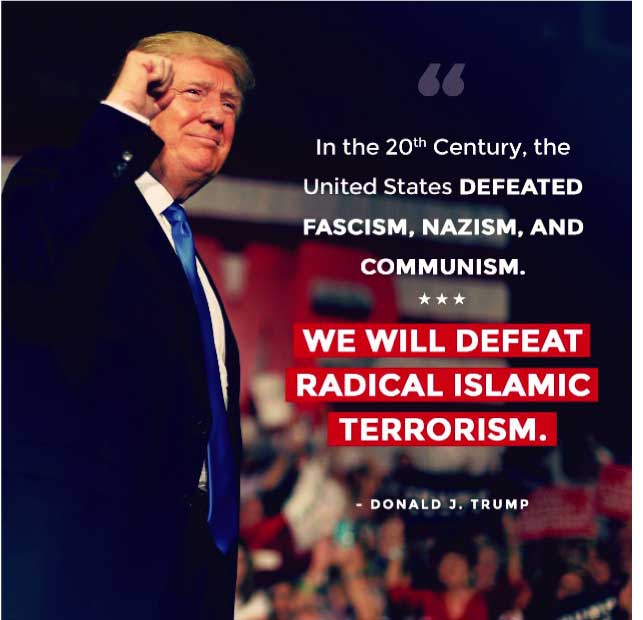 “
In the 20th Century, the
United States DEFEATED
FASCISM, NAZISM, AND
COMMUNISM.
★ ★ ★
WE WILL DEFEAT
RADICAL ISLAMIC
TERRORISM.
- DONALD J. TRUMP